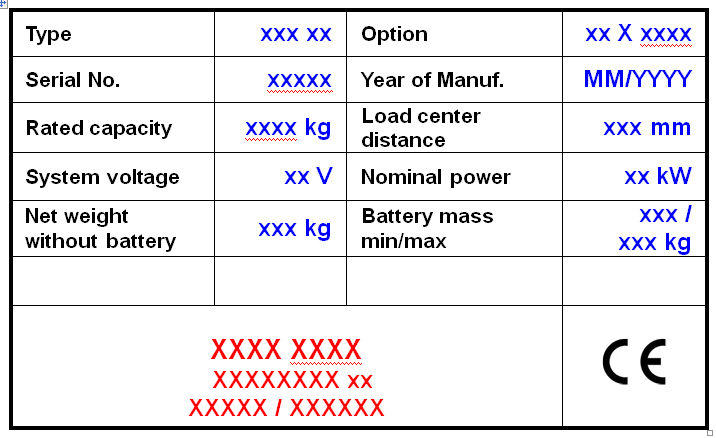 Type xxx xx Option xx X xxxx
Serial No. xxxxx Year of Manuf. MM/YYYY
Rated capacity xxxx kg Load center
distance xxx mm
System voltage xx V Nominal power xx kW
Net weight
without battery xxx kg Battery mass
min/max xxx /
xxx kg
XXXX XXXX
XXXXXXXX xx
XXXXX / XXXXXX
CE